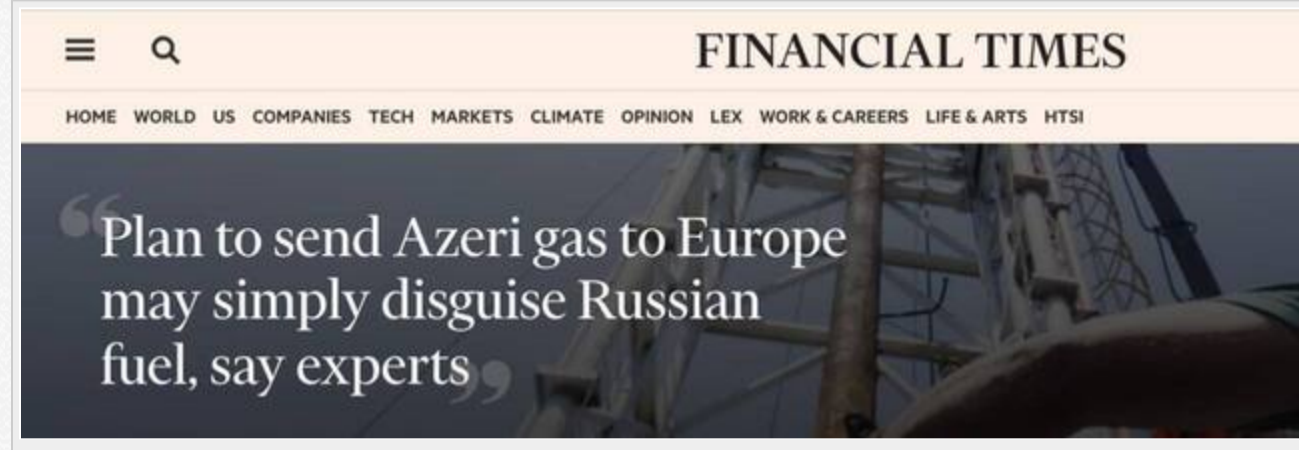 FINANCIAL TIMES
HOME WORLD US COMPANIES TECH MARKETS CLIMATE OPINION LEX WORK & CAREERS LIFE & ARTS HTSI
“Plan to send Azeri gas to Europe
may simply disguise Russian
fuel, say experts”